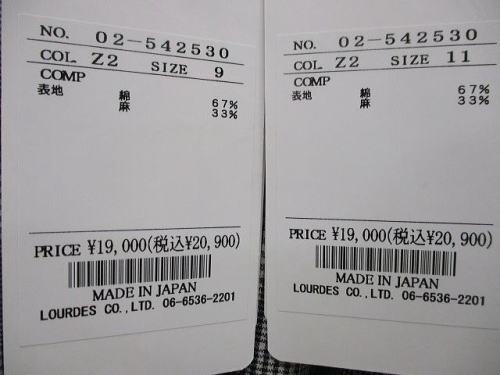 NO. 02-542530
COL. Z2 SIZE 9
COMP
表地 綿 67%
麻 33%
PRICE ¥19,000(税込¥20,900)
MADE IN JAPAN
LOURDES CO.,LTD. 06-6536-2201
NO. 02-542530
COL. Z2 SIZE 11
COMP
表地 綿 67%
麻 33%
PRICE ¥19,000(税込¥20,900)
MADE IN JAPAN
LOURDES CO.,LTD. 06-6536-2201